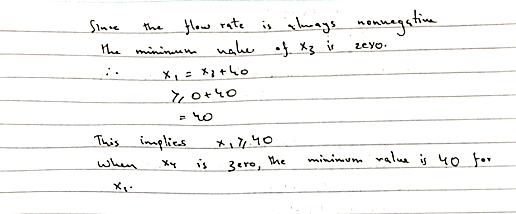 Since the flow rate is always nonnegative
the minimum value of x₃ is zero.
∴ x₁ = x₃ + 40
≥ 0 + 40
= 40
This implies x₁ ≥ 40
When x₄ is zero, the minimum value is 40 for
x₁.